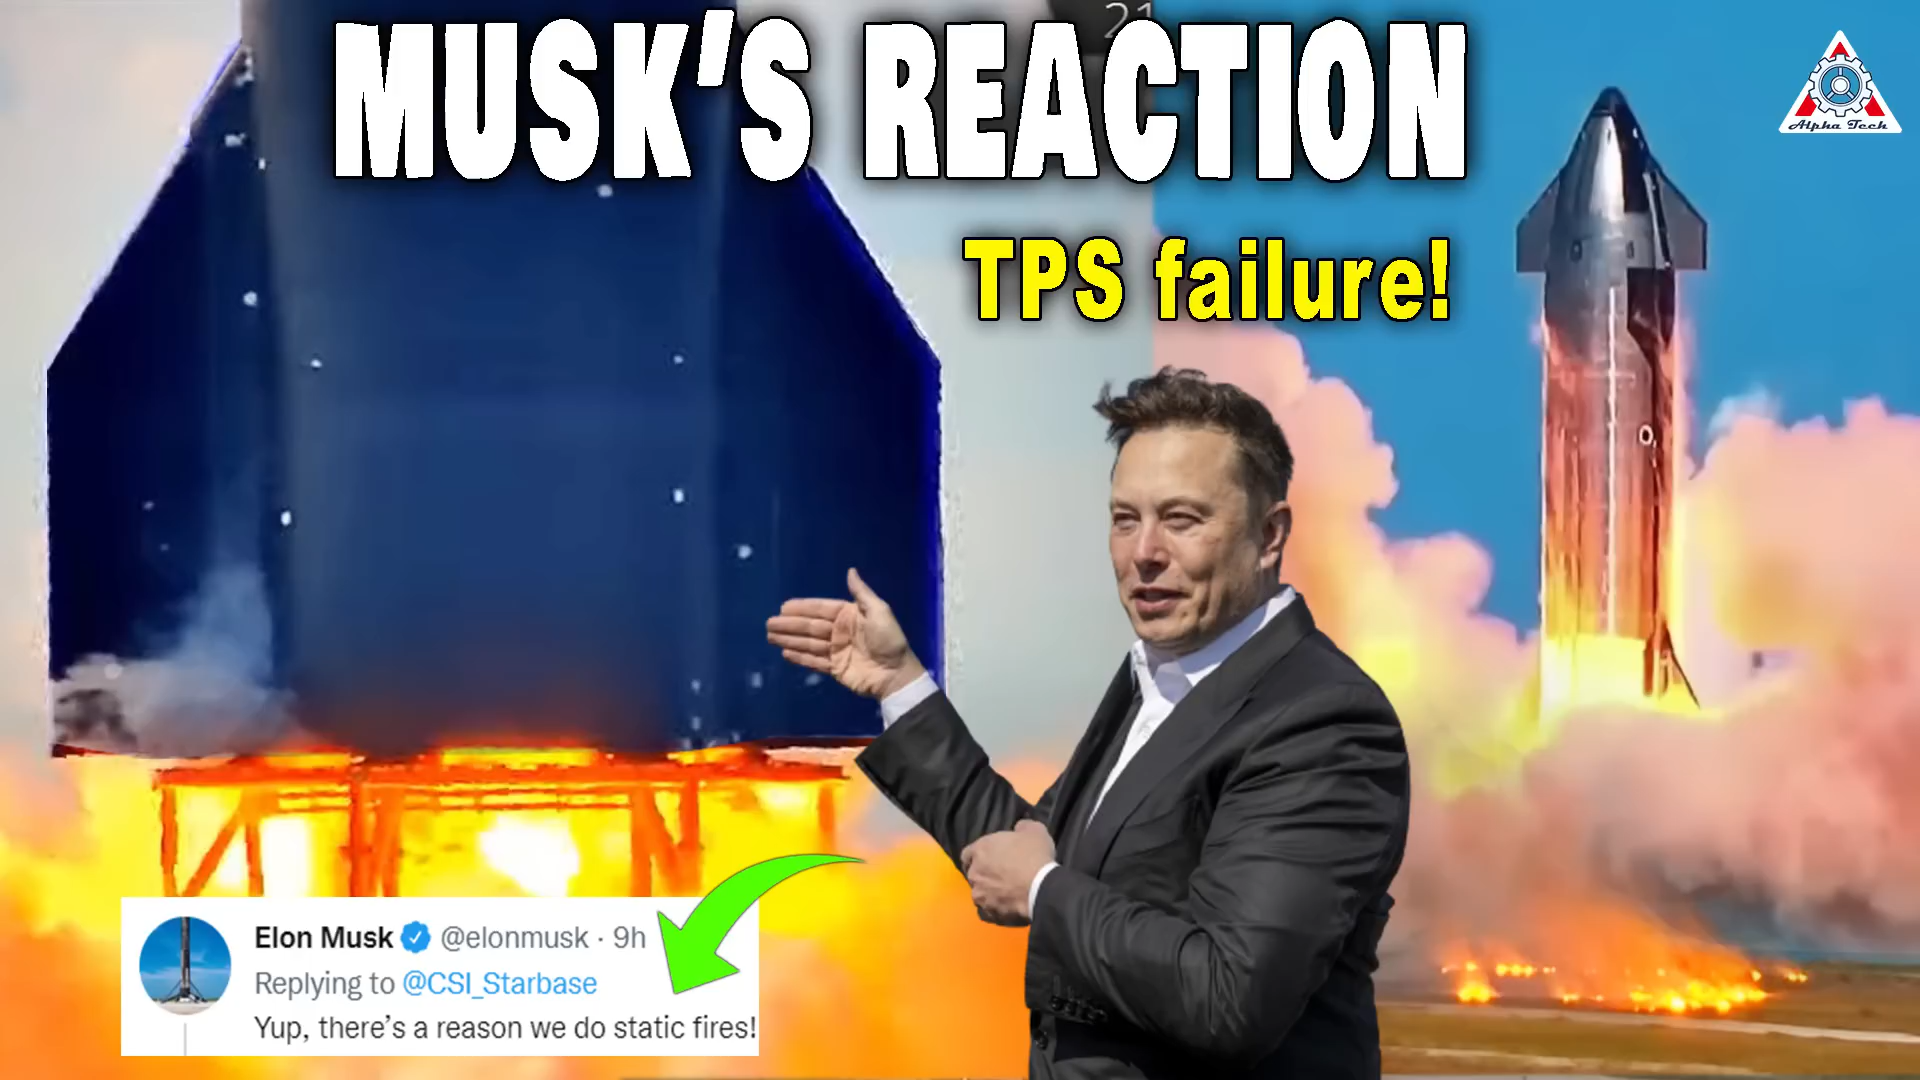 21
MUSK'S REACTION
Alpha Tech
TPS failure!
Elon Musk @elonmusk · 9h
Replying to @CSI_Starbase
Yup, there's a reason we do static fires!